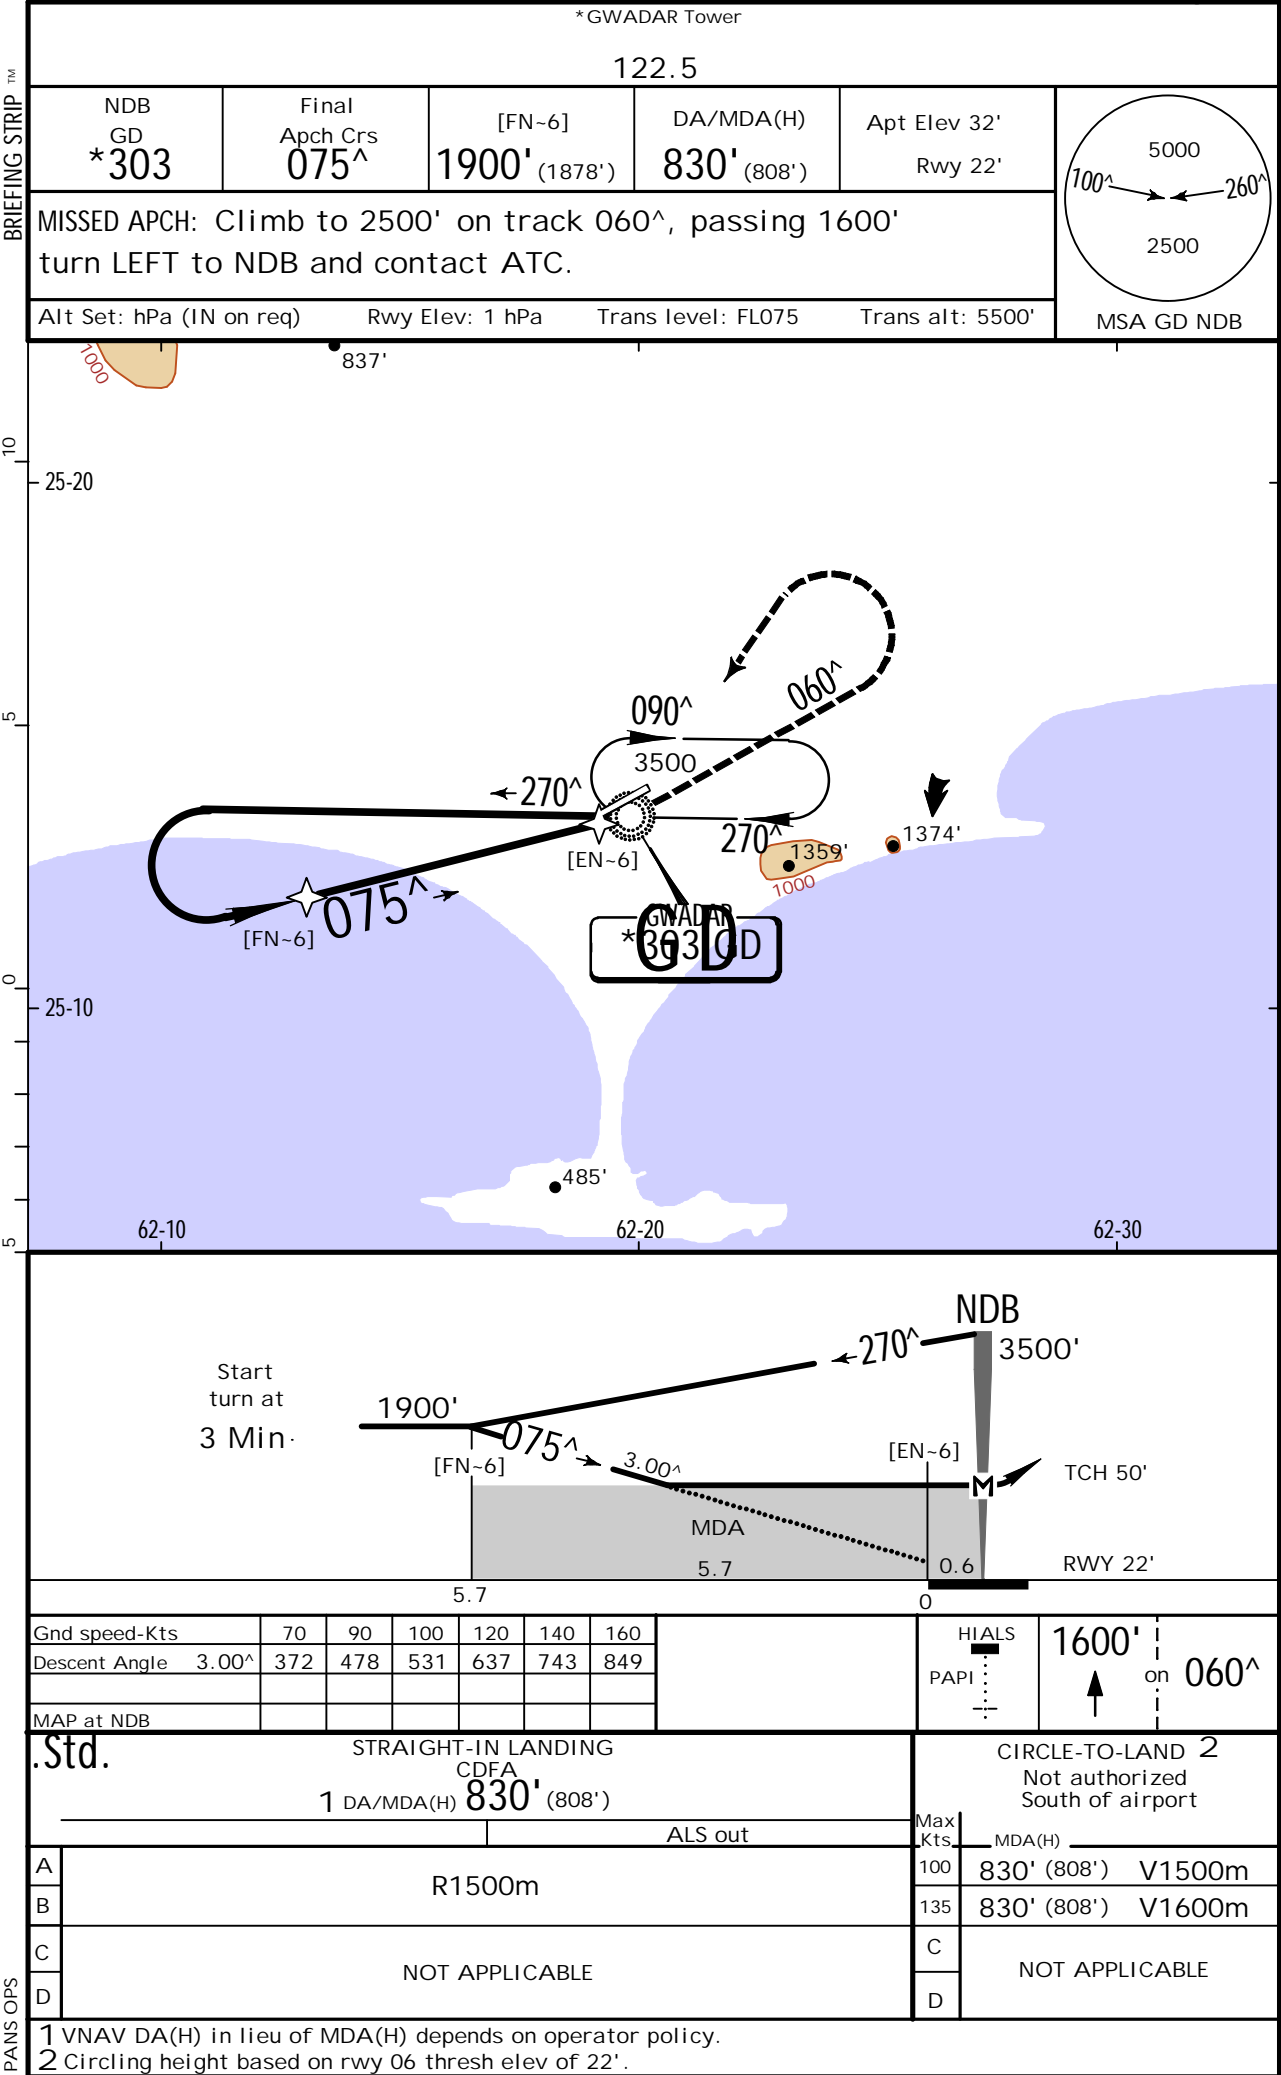 *GWADAR Tower
122.5
BRIEFING STRIP ™
NDB
GD
*303
Final
Apch Crs
075^
[FN~6]
1900' (1878')
DA/MDA(H)
830' (808')
Apt Elev 32'
Rwy 22'
MISSED APCH: Climb to 2500' on track 060^, passing 1600'
turn LEFT to NDB and contact ATC.
Alt Set: hPa (IN on req) Rwy Elev: 1 hPa Trans level: FL075 Trans alt: 5500'
5000
100^
260^
2500
MSA GD NDB
1000
837'
10
25-20
060^
5
090^
3500
270^
270^
1374'
1359'
1000
[EN~6]
075^
[FN~6]
GWADAR
*303 GD
GD
0
25-10
485'
5
62-10
62-20
62-30
NDB
270^
3500'
Start
turn at
3 Min.
1900'
075^
[FN~6]
3.00^
[EN~6]
M
TCH 50'
MDA
5.7
0.6
RWY 22'
5.7
0
Gnd speed-Kts 70 90 100 120 140 160
Descent Angle 3.00^ 372 478 531 637 743 849
MAP at NDB
HIALS
PAPI
1600'
on 060^
.Std.
STRAIGHT-IN LANDING
CDFA
1 DA/MDA(H) 830' (808')
ALS out
A
B
R1500m
C
D
NOT APPLICABLE
CIRCLE-TO-LAND 2
Not authorized
South of airport
Max
Kts
MDA(H)
100 830' (808') V1500m
135 830' (808') V1600m
C
D
NOT APPLICABLE
PANS OPS
1 VNAV DA(H) in lieu of MDA(H) depends on operator policy.
2 Circling height based on rwy 06 thresh elev of 22'.